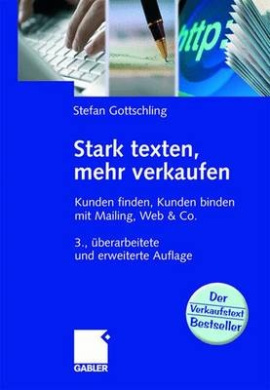 http
Stefan Gottschling
Stark texten,
mehr verkaufen
Kunden finden, Kunden binden
mit Mailing, Web & Co.
3., überarbeitete
und erweiterte Auflage
Der
Verkaufstext
Bestseller
GABLER